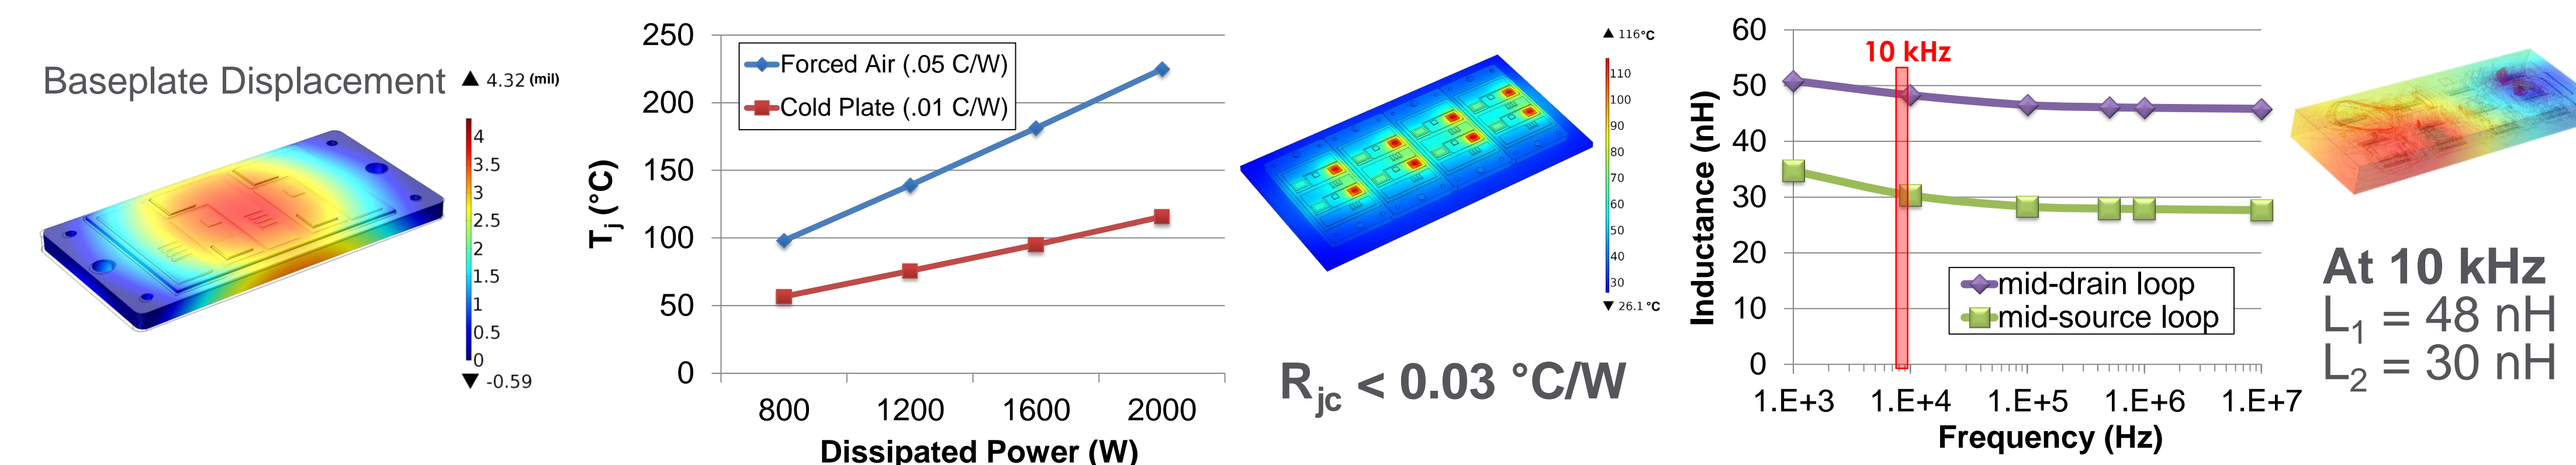 Baseplate Displacement
▲ 4.32 (mil)
4
3.5
3
2.5
2
1.5
1
0.5
0
▼ -0.59
250
200
150
100
50
0
Tj (°C)
Forced Air (.05 C/W)
Cold Plate (.01 C/W)
800 1200 1600 2000
Dissipated Power (W)
▲ 116°C
110
100
90
80
70
60
50
40
30
▼ 26.1 °C
Rjc < 0.03 °C/W
60
50
40
30
20
10
0
Inductance (nH)
10 kHz
mid-drain loop
mid-source loop
1.E+3 1.E+4 1.E+5 1.E+6 1.E+7
Frequency (Hz)
At 10 kHz
L1 = 48 nH
L2 = 30 nH